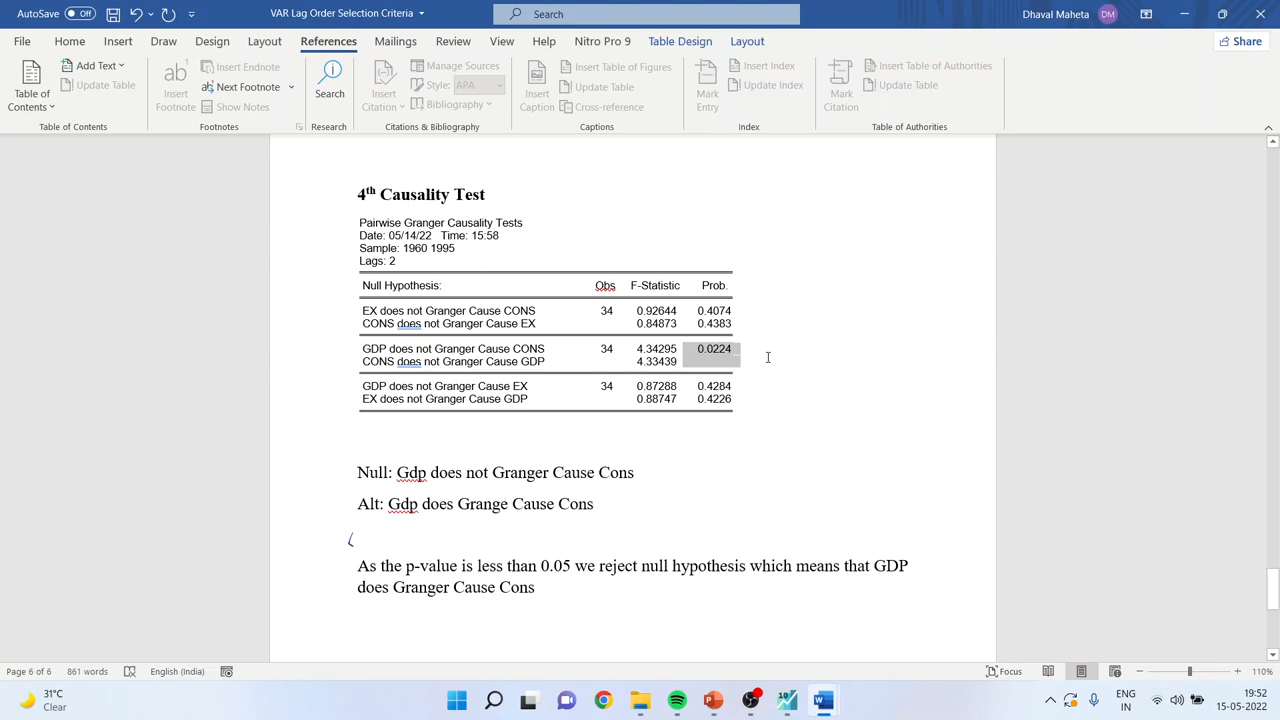 AutoSave Off
VAR Lag Order Selection Criteria
Search
Dhaval Maheta DM
File Home Insert Draw Design Layout References Mailings Review View Help Nitro Pro 9 Table Design Layout
Share
Table of Contents
Add Text
Update Table
Table of Contents
ab
Insert Footnote
Insert Endnote
Next Footnote
Show Notes
Footnotes
Search
Research
Insert Citation
Manage Sources
Style: APA
Bibliography
Citations & Bibliography
Insert Caption
Insert Table of Figures
Update Table
Cross-reference
Captions
Mark Entry
Insert Index
Update Index
Index
Mark Citation
Insert Table of Authorities
Update Table
Table of Authorities
4th Causality Test
Pairwise Granger Causality Tests
Date: 05/14/22 Time: 15:58
Sample: 1960 1995
Lags: 2
Null Hypothesis: Obs F-Statistic Prob.
EX does not Granger Cause CONS 34 0.92644 0.4074
CONS does not Granger Cause EX 0.84873 0.4383
GDP does not Granger Cause CONS 34 4.34295 0.0224
CONS does not Granger Cause GDP 4.33439
GDP does not Granger Cause EX 34 0.87288 0.4284
EX does not Granger Cause GDP 0.88747 0.4226
Null: Gdp does not Granger Cause Cons
Alt: Gdp does Grange Cause Cons
As the p-value is less than 0.05 we reject null hypothesis which means that GDP
does Granger Cause Cons
Page 6 of 6 861 words English (India) Focus 110%
31°C
Clear
ENG
IN
19:52
15-05-2022